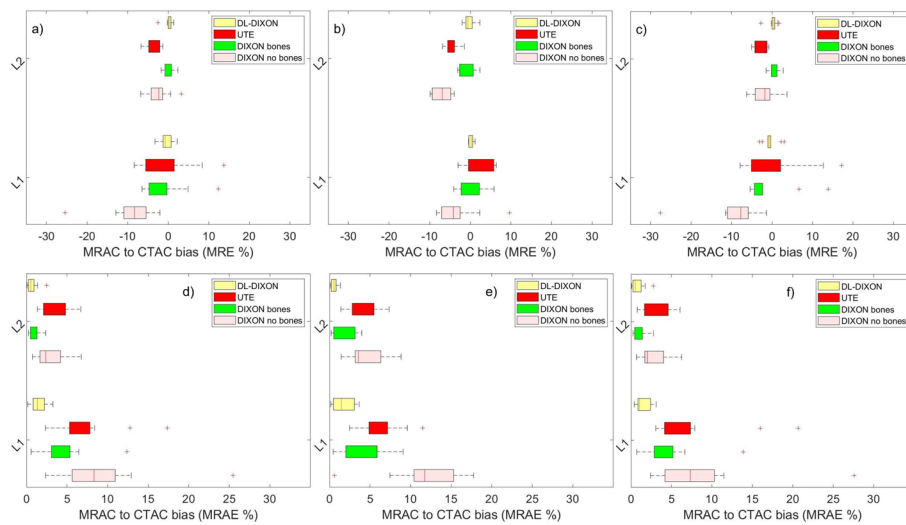 a)
DL-DIXON
UTE
DIXON bones
DIXON no bones
L2
L1
-30 -20 -10 0 10 20 30
MRAC to CTAC bias (MRE %)
b)
DL-DIXON
UTE
DIXON bones
DIXON no bones
L2
L1
-30 -20 -10 0 10 20 30
MRAC to CTAC bias (MRE %)
c)
DL-DIXON
UTE
DIXON bones
DIXON no bones
L2
L1
-30 -20 -10 0 10 20 30
MRAC to CTAC bias (MRE %)
d)
DL-DIXON
UTE
DIXON bones
DIXON no bones
L2
L1
0 5 10 15 20 25 30
MRAC to CTAC bias (MRAE %)
e)
DL-DIXON
UTE
DIXON bones
DIXON no bones
L2
L1
0 5 10 15 20 25 30
MRAC to CTAC bias (MRAE %)
f)
DL-DIXON
UTE
DIXON bones
DIXON no bones
L2
L1
0 5 10 15 20 25 30
MRAC to CTAC bias (MRAE %)